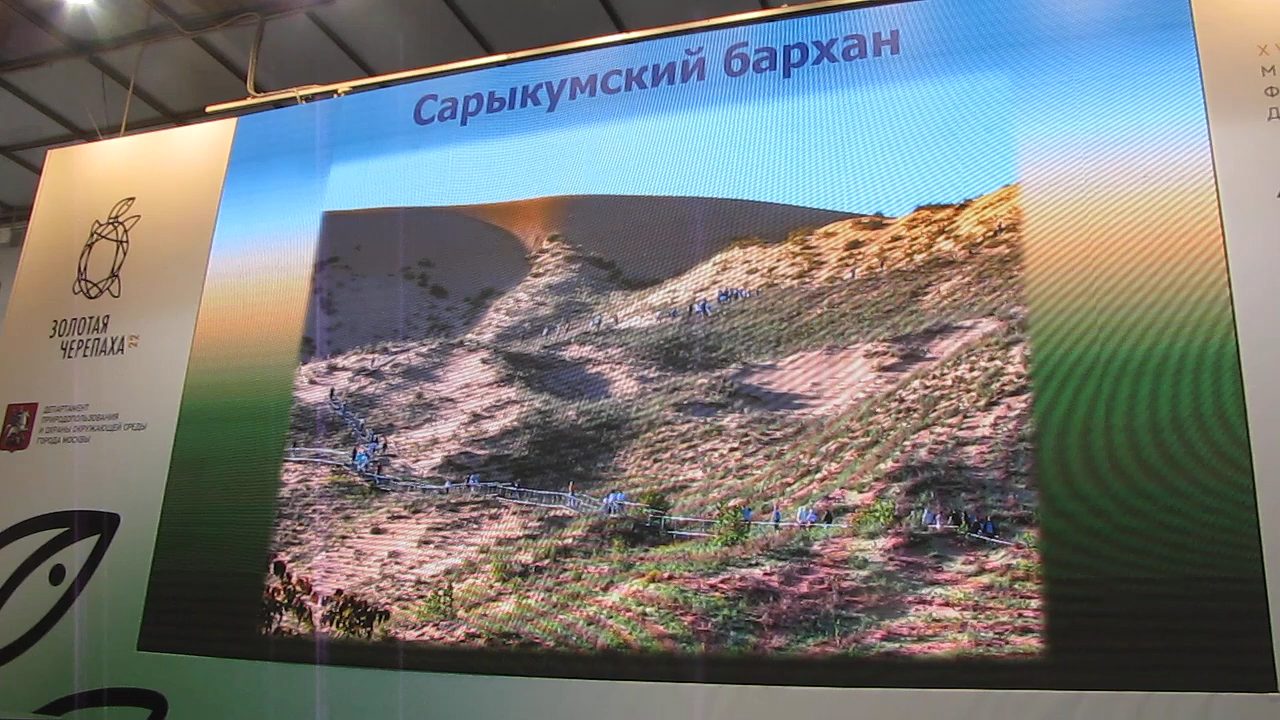 Сарыкумский бархан
ЗОЛОТАЯ
ЧЕРЕПАХА 22
ДЕПАРТАМЕНТ
ПРИРОДОПОЛЬЗОВАНИЯ
И ОХРАНЫ ОКРУЖАЮЩЕЙ СРЕДЫ
ГОРОДА МОСКВЫ